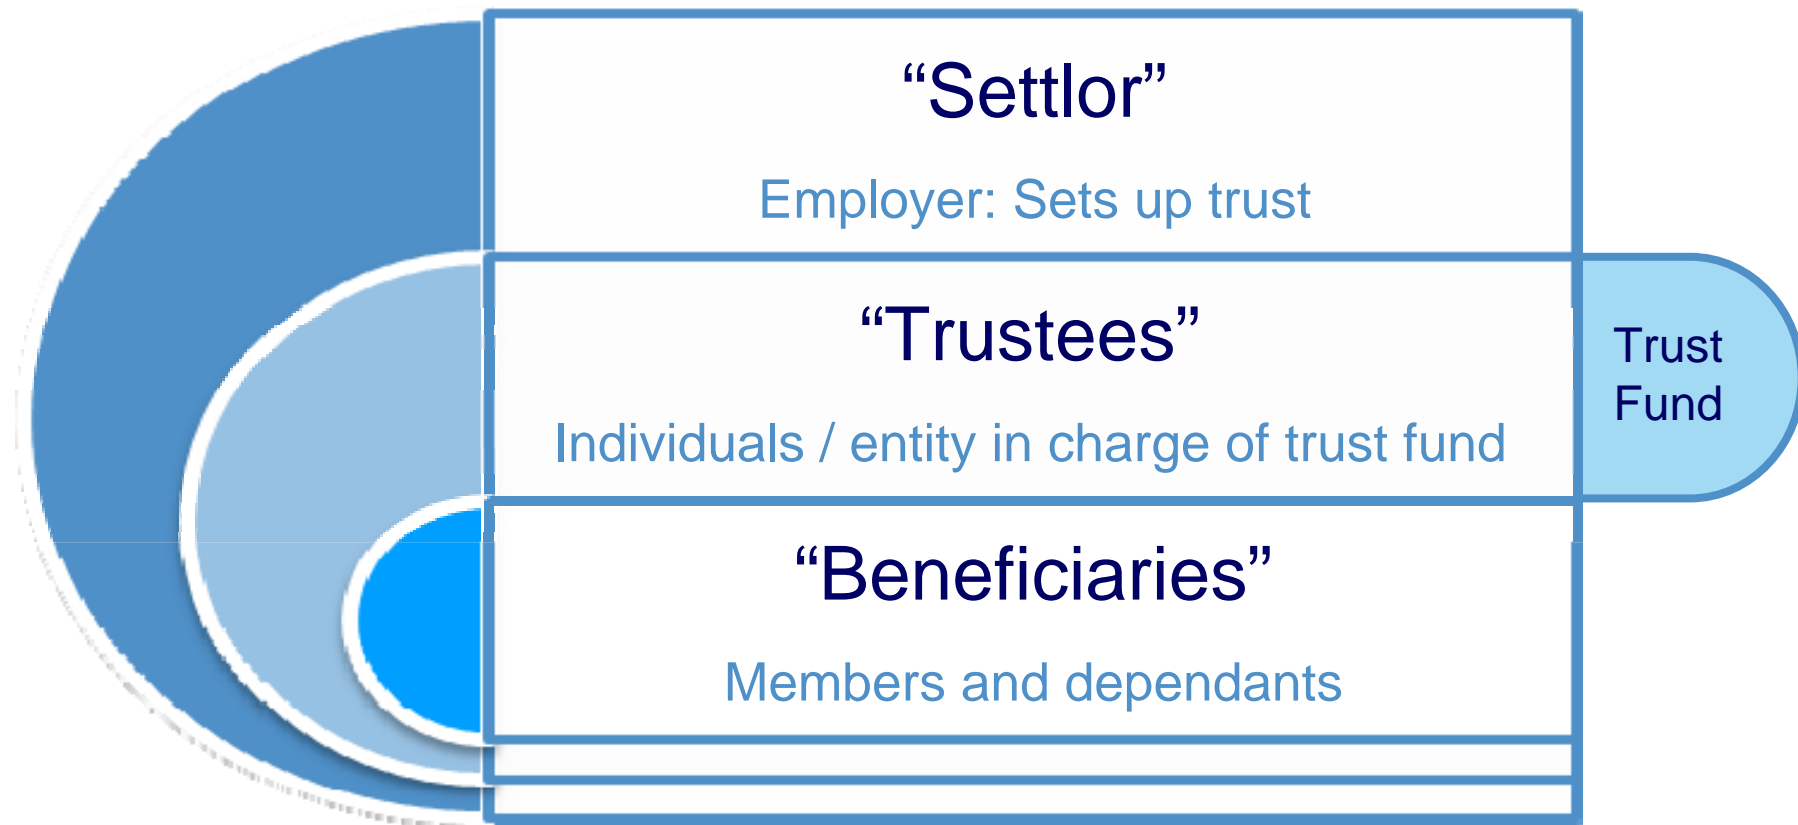 “Settlor”
Employer: Sets up trust
“Trustees”
Individuals / entity in charge of trust fund
Trust
Fund
“Beneficiaries”
Members and dependants